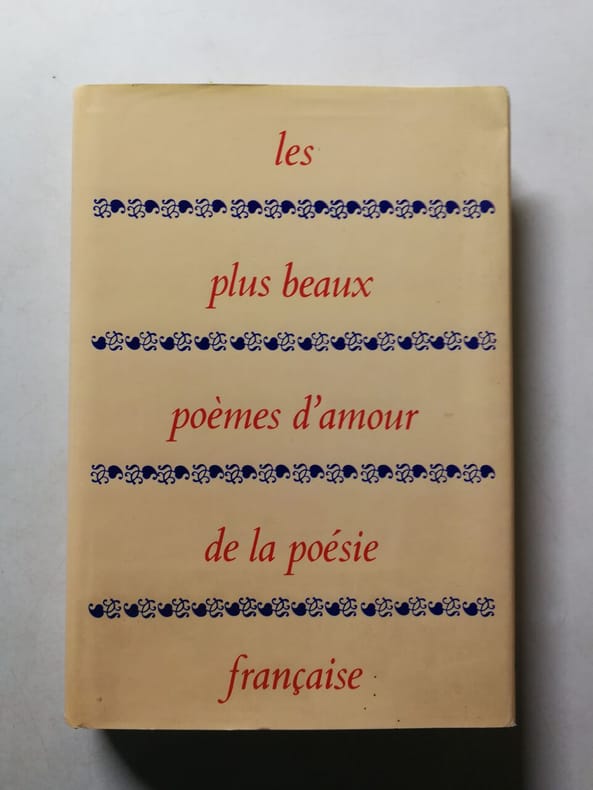 les
plus beaux
poèmes d'amour
de la poésie
française